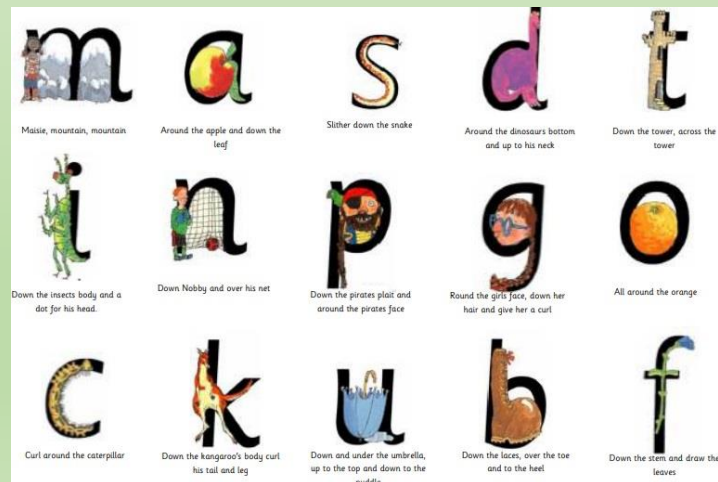 m a s d t
Maisie, mountain, mountain
Around the apple and down the
leaf
Slither down the snake
Around the dinosaurs bottom
and up to his neck
Down the tower, across the
tower
i n p g o
Down the insects body and a
dot for his head.
Down Nobby and over his net
Down the pirates plait and
around the pirates face
Round the girls face, down her
hair and give her a curl
All around the orange
c k u b f
Curl around the caterpillar
Down the kangaroo's body curl
his tail and leg
Down and under the umbrella,
up to the top and down to the
puddle
Down the laces, over the toe
and to the heel
Down the stem and draw the
leaves